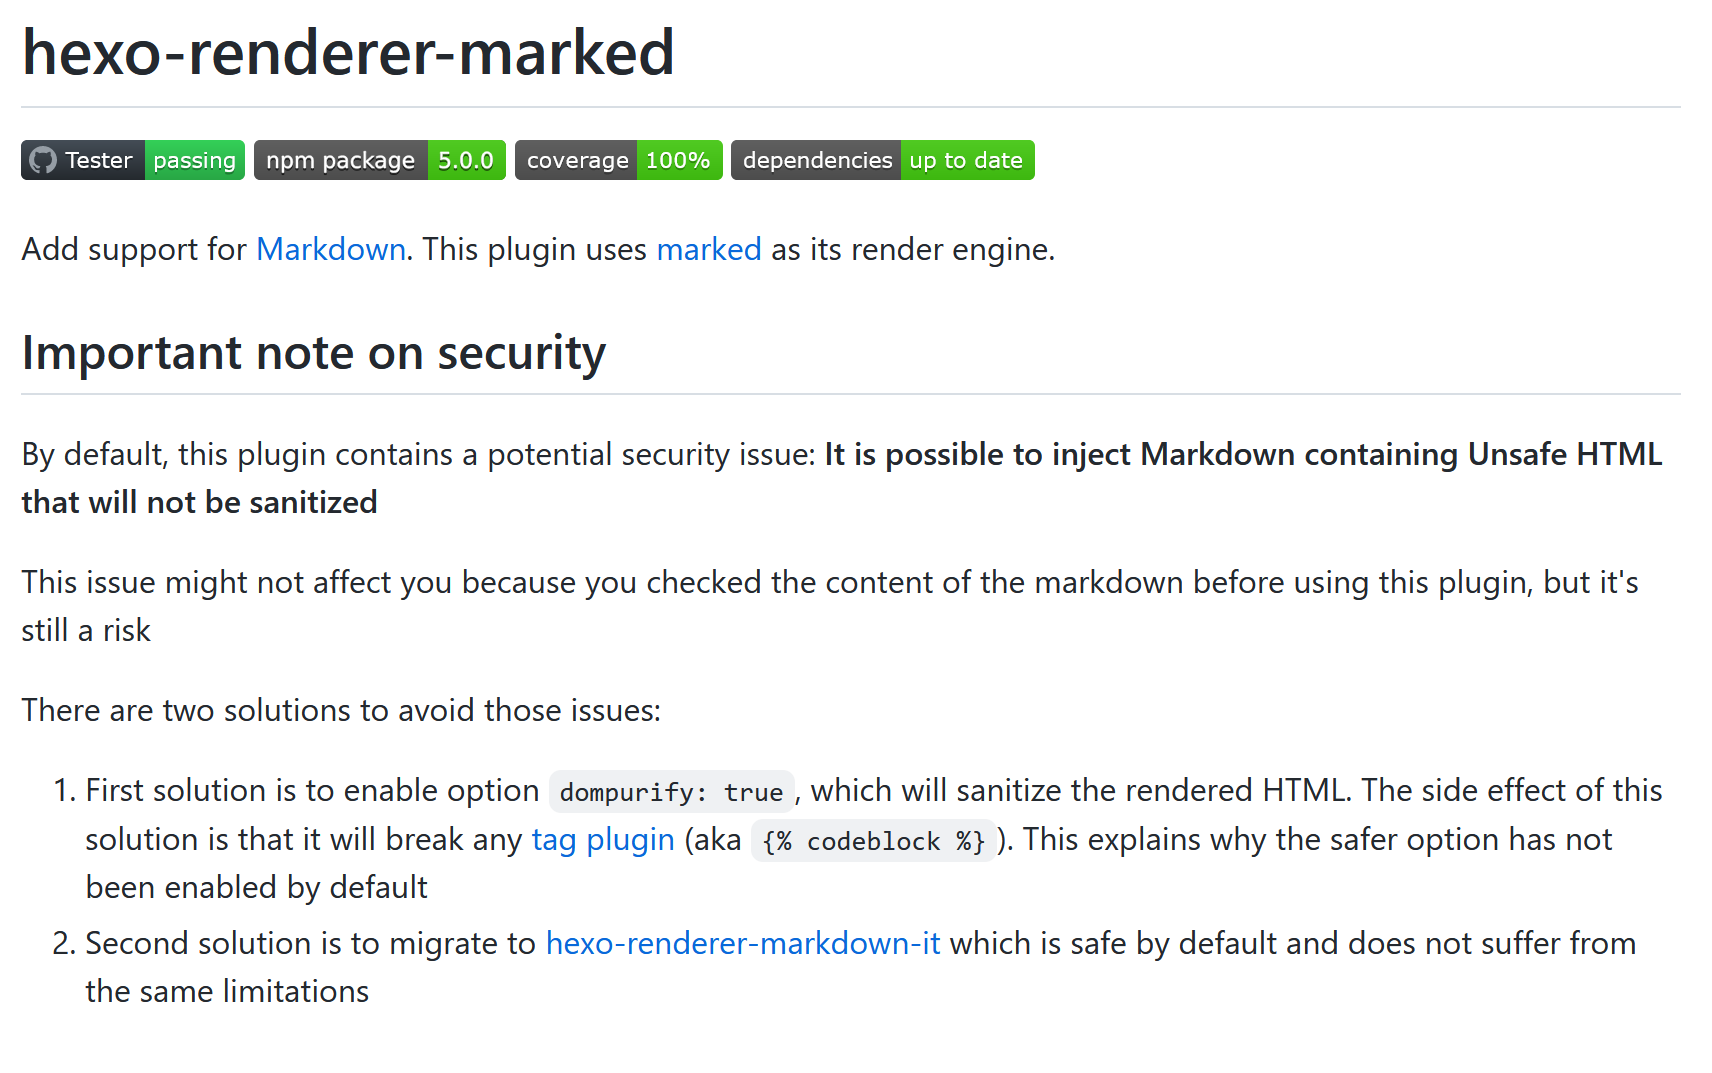 hexo-renderer-marked
Tester passing npm package 5.0.0 coverage 100% dependencies up to date
Add support for Markdown. This plugin uses marked as its render engine.
Important note on security
By default, this plugin contains a potential security issue: It is possible to inject Markdown containing Unsafe HTML
that will not be sanitized
This issue might not affect you because you checked the content of the markdown before using this plugin, but it's
still a risk
There are two solutions to avoid those issues:
1. First solution is to enable option dompurify: true, which will sanitize the rendered HTML. The side effect of this
solution is that it will break any tag plugin (aka {% codeblock %}). This explains why the safer option has not
been enabled by default
2. Second solution is to migrate to hexo-renderer-markdown-it which is safe by default and does not suffer from
the same limitations